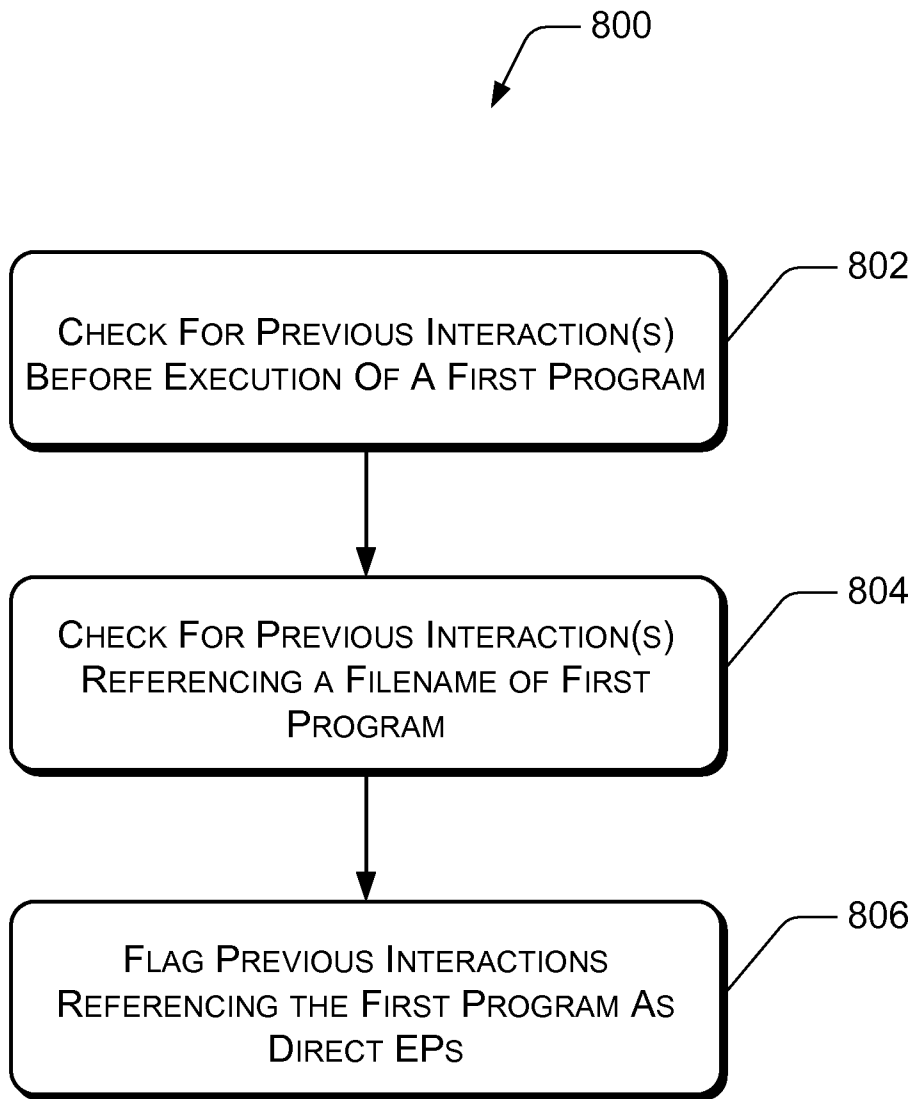 800
802
CHECK FOR PREVIOUS INTERACTION(S)
BEFORE EXECUTION OF A FIRST PROGRAM
804
CHECK FOR PREVIOUS INTERACTION(S)
REFERENCING A FILENAME OF FIRST
PROGRAM
806
FLAG PREVIOUS INTERACTIONS
REFERENCING THE FIRST PROGRAM AS
DIRECT EPS